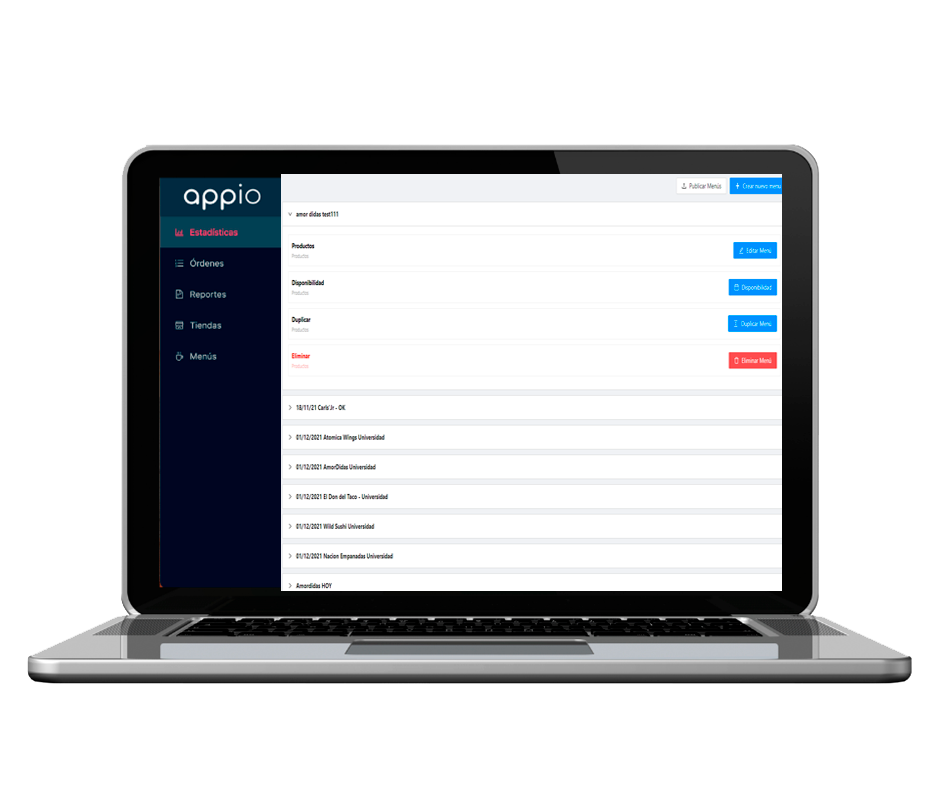 appio
Estadísticas
Órdenes
Reportes
Tiendas
Menús
Publicar Menús
+ Crear nuevo menu
amor didas test111
Productos
Productos
Editar Menú
Disponibilidad
Productos
Disponibilidad
Duplicar
Productos
Duplicar Menú
Eliminar
Productos
Eliminar Menú
18/11/21 Carls'Jr - OK
01/12/2021 Atomica Wings Universidad
01/12/2021 AmorDidas Universidad
01/12/2021 El Don del Taco - Universidad
01/12/2021 Wild Sushi Universidad
01/12/2021 Nacion Empanadas Universidad
Amordidas HOY